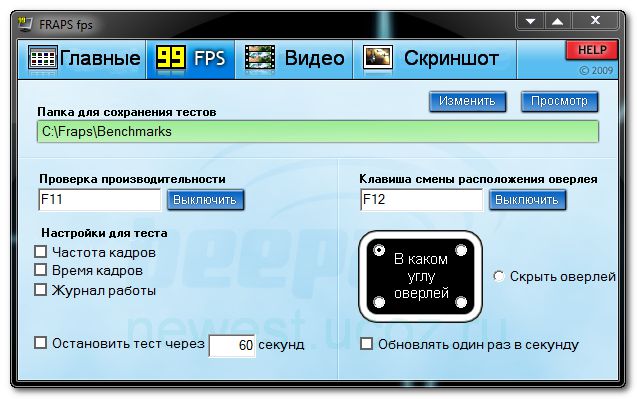 FRAPS fps
Главные
99 FPS
Видео
Скриншот
HELP
© 2009
Изменить
Просмотр
Папка для сохранения тестов
C:\Fraps\Benchmarks
Проверка производительности
F11
Выключить
Клавиша смены расположения оверлея
F12
Выключить
Настройки для теста
Частота кадров
Время кадров
Журнал работы
В каком
углу
оверлей
Скрыть оверлей
Остановить тест через 60 секунд
Обновлять один раз в секунду
newest.ucoz.ru